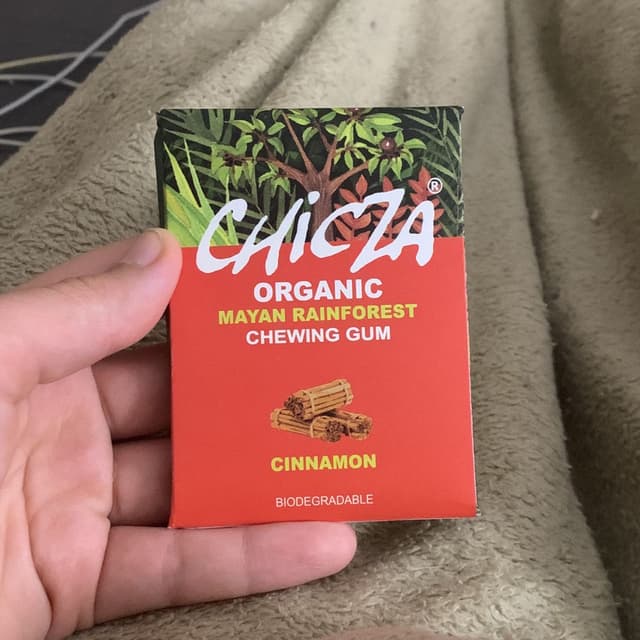 CHiCZA®
ORGANIC
MAYAN RAINFOREST
CHEWING GUM
CINNAMON
BIODEGRADABLE